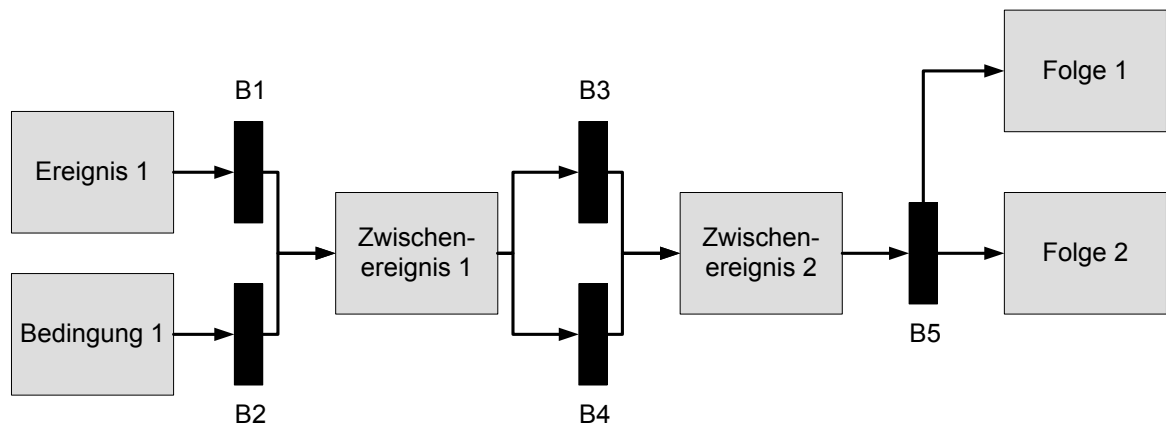 B1
B3
Folge 1
Ereignis 1
Zwischen-
ereignis 1
Zwischen-
ereignis 2
Folge 2
Bedingung 1
B5
B2
B4